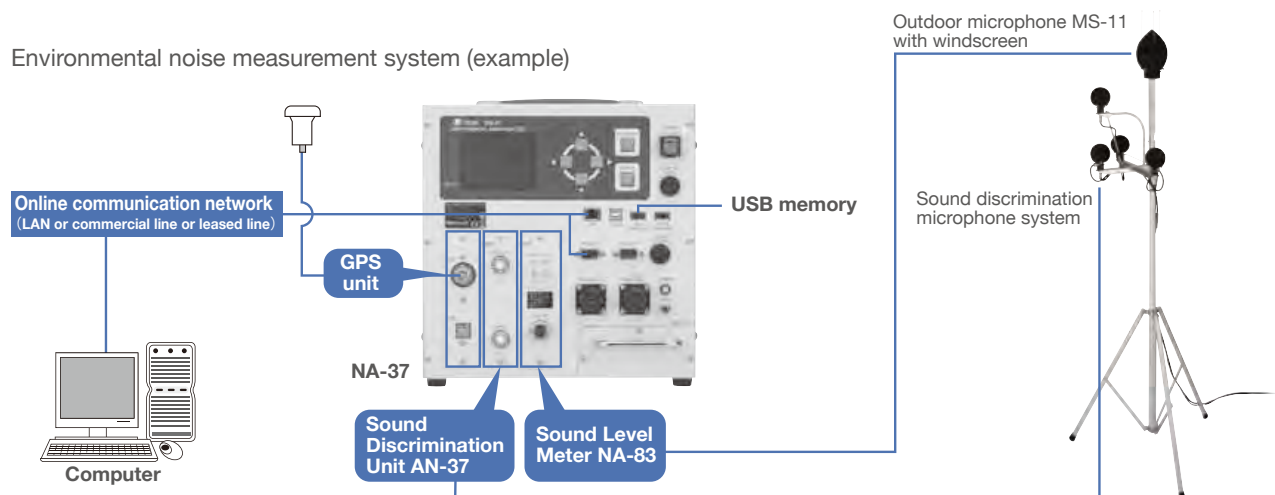 Environmental noise measurement system (example)
Outdoor microphone MS-11
with windscreen
Online communication network
(LAN or commercial line or leased line)
USB memory
Sound discrimination
microphone system
GPS
unit
NA-37
Sound
Discrimination
Unit AN-37
Sound Level
Meter NA-83
Computer